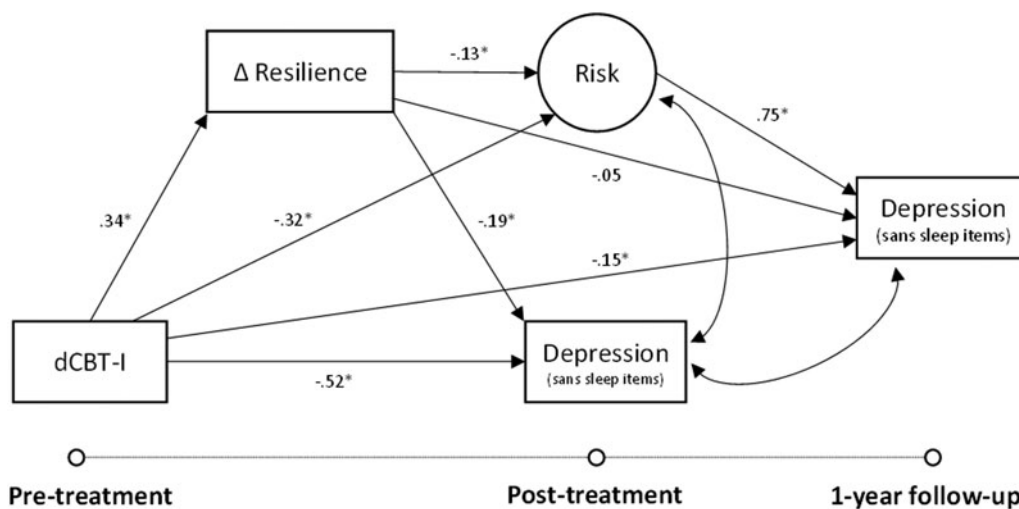 Δ Resilience
-.13*
Risk
.75*
-.05
.34*
-.32*
-.19*
Depression
(sans sleep items)
-.15*
dCBT-I
-.52*
Depression
(sans sleep items)
Pre-treatment
Post-treatment
1-year follow-up